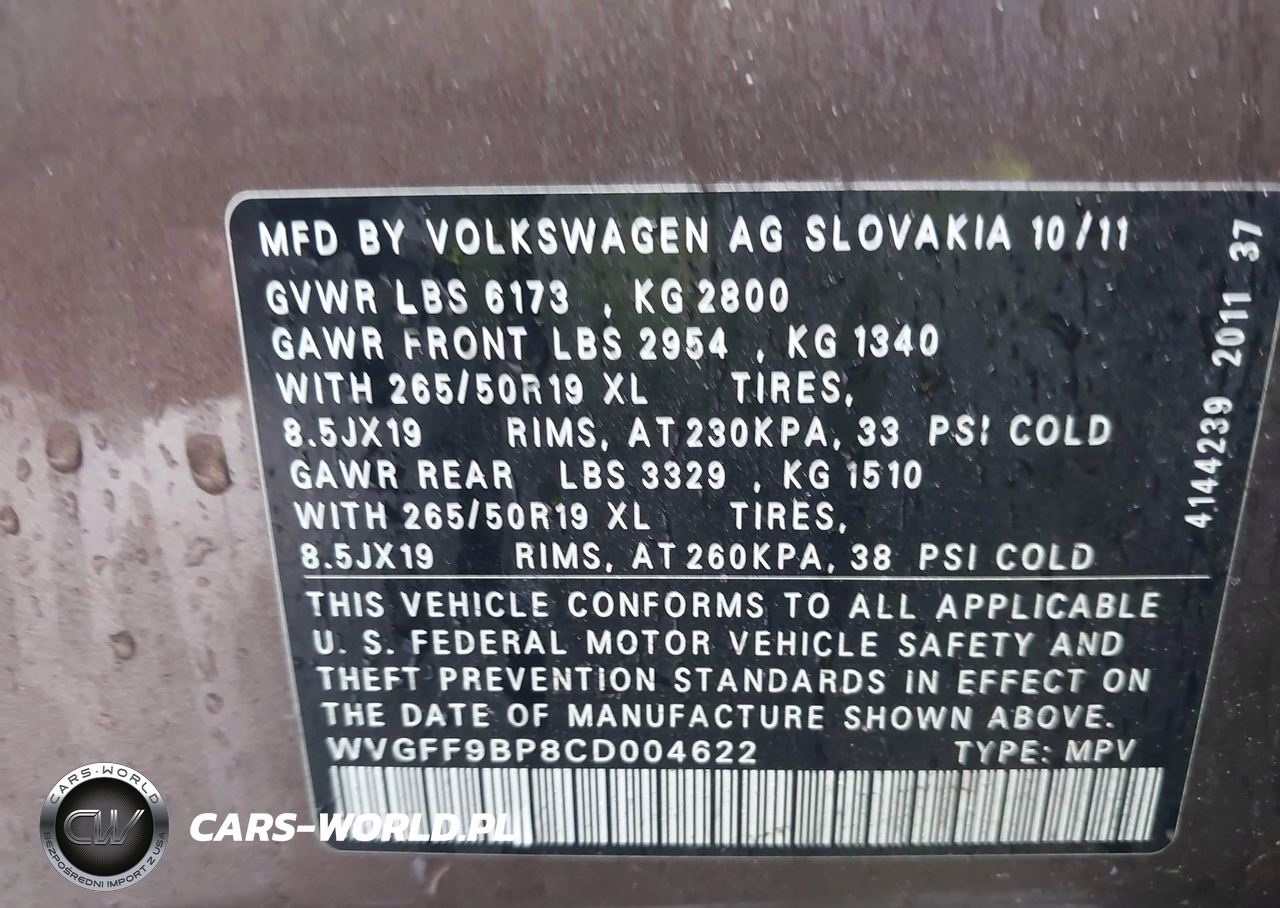 MFD BY VOLKSWAGEN AG SLOVAKIA 10/11
GVWR LBS 6173 , KG 2800
GAWR FRONT LBS 2954 , KG 1340
WITH 265/50R19 XL TIRES,
8.5JX19 RIMS, AT 230KPA, 33 PSI COLD
GAWR REAR LBS 3329 , KG 1510
WITH 265/50R19 XL TIRES,
8.5JX19 RIMS, AT 260KPA, 38 PSI COLD
THIS VEHICLE CONFORMS TO ALL APPLICABLE
U. S. FEDERAL MOTOR VEHICLE SAFETY AND
THEFT PREVENTION STANDARDS IN EFFECT ON
THE DATE OF MANUFACTURE SHOWN ABOVE.
WVGFF9BP8CD004622 TYPE: MPV
4144239 2011 37
CARS-WORLD
CW
BEZPOŚREDNI IMPORT Z USA
CARS-WORLD.PL